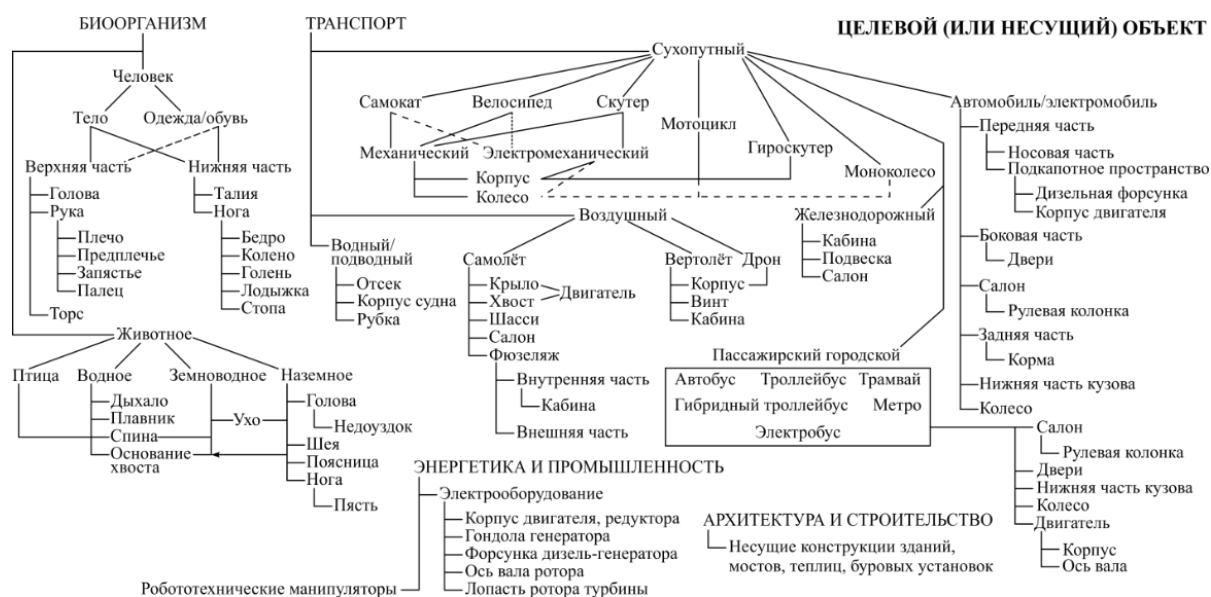 ЦЕЛЕВОЙ (ИЛИ НЕСУЩИЙ) ОБЪЕКТ
БИООРГАНИЗМ
Человек
Тело
Одежда/обувь
Верхняя часть
Голова
Рука
Плечо
Предплечье
Запястье
Палец
Торс
Нижняя часть
Талия
Нога
Бедро
Колено
Голень
Лодыжка
Стопа
Животное
Птица
Водное
Земноводное
Наземное
Дыхало
Плавник
Спина
Основание
хвоста
Ухо
Голова
Недоуздок
Шея
Поясница
Нога
Пясть
ТРАНСПОРТ
Сухопутный
Самокат
Велосипед
Скутер
Мотоцикл
Гироскутер
Моноколесо
Механический
Электромеханический
Корпус
Колесо
Автомобиль/электромобиль
Передняя часть
Носовая часть
Подкапотное пространство
Дизельная форсунка
Корпус двигателя
Боковая часть
Двери
Салон
Рулевая колонка
Задняя часть
Корма
Нижняя часть кузова
Колесо
Железнодорожный
Кабина
Подвеска
Салон
Воздушный
Самолёт
Крыло
Хвост
Двигатель
Шасси
Салон
Фюзеляж
Внутренняя часть
Кабина
Внешняя часть
Вертолёт
Дрон
Корпус
Винт
Кабина
Водный/
подводный
Отсек
Корпус судна
Рубка
Пассажирский городской
Автобус Троллейбус Трамвай
Гибридный троллейбус Метро
Электробус
Салон
Рулевая колонка
Двери
Нижняя часть кузова
Колесо
Двигатель
Корпус
Ось вала
ЭНЕРГЕТИКА И ПРОМЫШЛЕННОСТЬ
Электрооборудование
Корпус двигателя, редуктора
Гондола генератора
Форсунка дизель-генератора
Ось вала ротора
Лопасть ротора турбины
Робототехнические манипуляторы
АРХИТЕКТУРА И СТРОИТЕЛЬСТВО
Несущие конструкции зданий,
мостов, теплиц, буровых установок